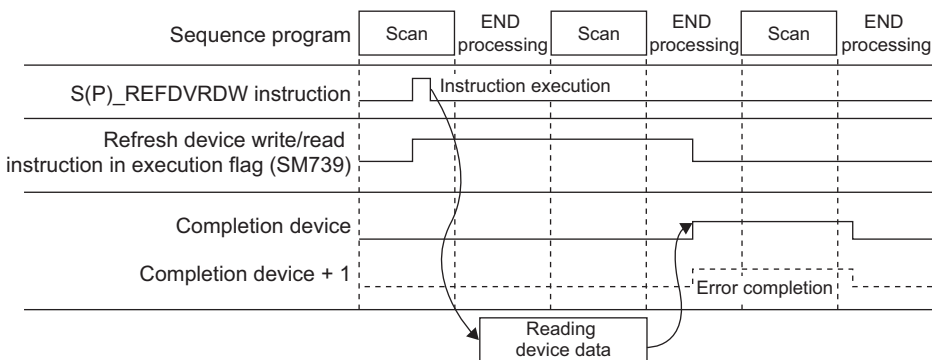 Sequence program
Scan
END
processing
Scan
END
processing
Scan
END
processing
S(P)_REFDVRDW instruction
Instruction execution
Refresh device write/read
instruction in execution flag (SM739)
Completion device
Completion device + 1
Error completion
Reading
device data